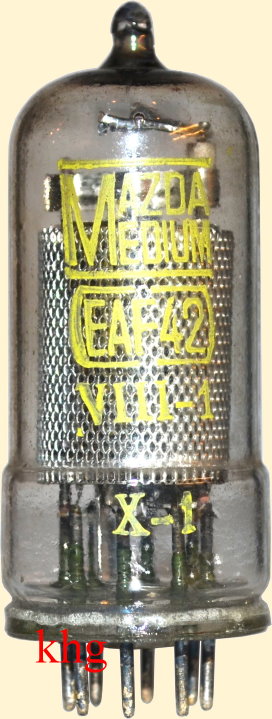 MAZDA
MEDIUM
EAF42
VIII-1
X-1
khg